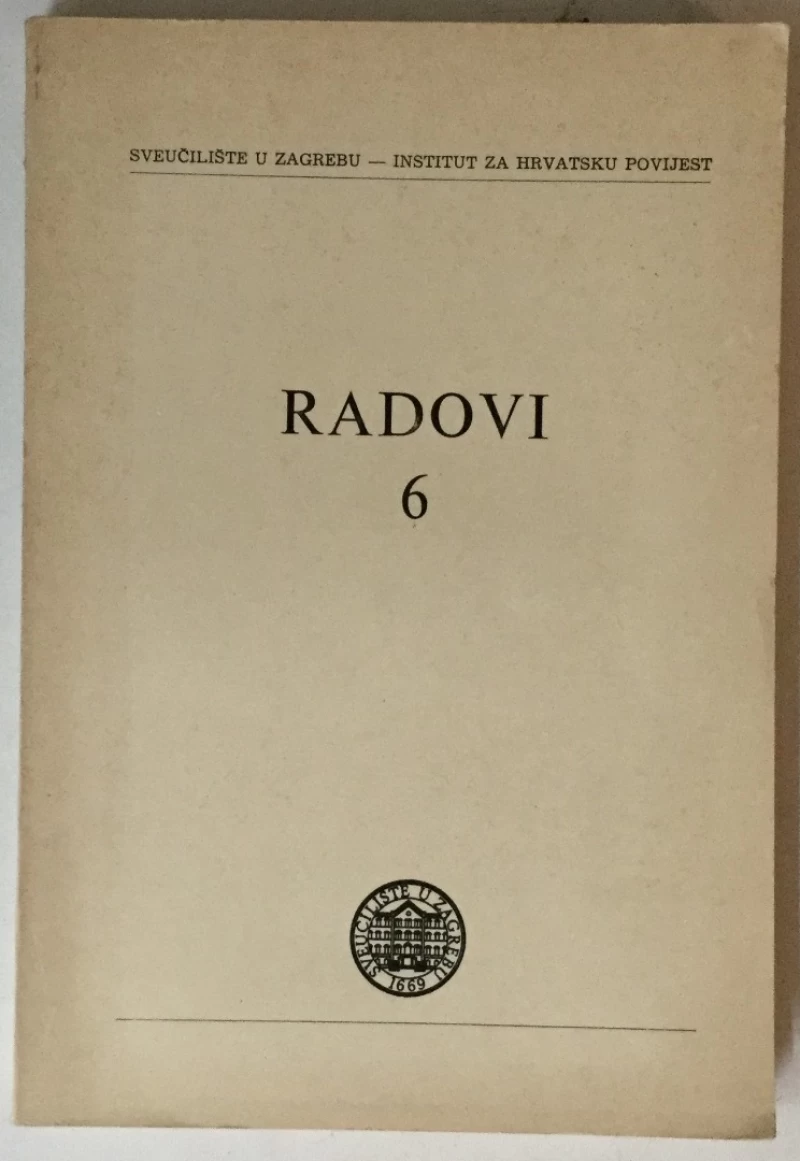 SVEUČILIŠTE U ZAGREBU — INSTITUT ZA HRVATSKU POVIJEST
RADOVI
6
SVEUČILIŠTE U ZAGREBU
1669